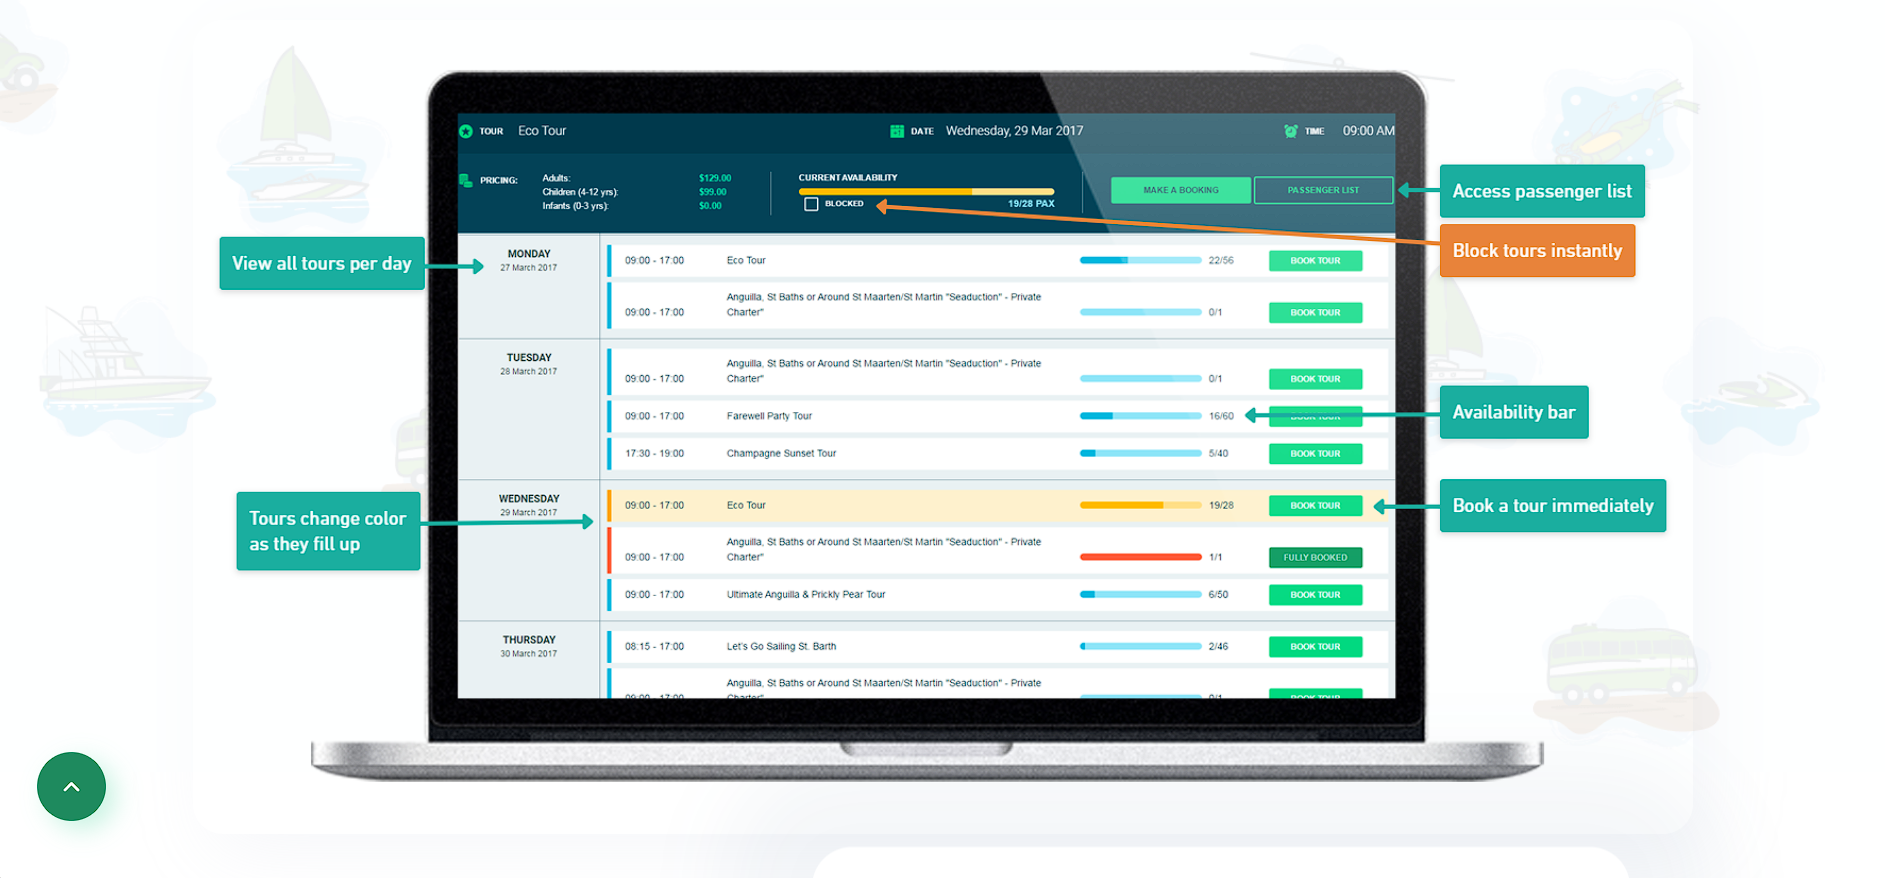 TOUR Eco Tour DATE Wednesday, 29 Mar 2017 TIME 09:00 AM
PRICING:
Adults: $129.00
Children (4-12 yrs): $99.00
Infants (0-3 yrs): $0.00
CURRENT AVAILABILITY
BLOCKED 19/28 PAX
MAKE A BOOKING
PASSENGER LIST
Access passenger list
Block tours instantly
View all tours per day
MONDAY
27 March 2017
09:00 - 17:00 Eco Tour 22/56 BOOK TOUR
Anguilla, St Baths or Around St Maarten/St Martin "Seaduction" - Private
Charter"
09:00 - 17:00 0/1 BOOK TOUR
TUESDAY
28 March 2017
Anguilla, St Baths or Around St Maarten/St Martin "Seaduction" - Private
Charter"
09:00 - 17:00 0/1 BOOK TOUR
09:00 - 17:00 Farewell Party Tour 16/60 BOOK TOUR
Availability bar
17:30 - 19:00 Champagne Sunset Tour 5/40 BOOK TOUR
WEDNESDAY
29 March 2017
09:00 - 17:00 Eco Tour 19/28 BOOK TOUR
Book a tour immediately
Tours change color
as they fill up
Anguilla, St Baths or Around St Maarten/St Martin "Seaduction" - Private
Charter"
09:00 - 17:00 1/1 FULLY BOOKED
09:00 - 17:00 Ultimate Anguilla & Prickly Pear Tour 6/50 BOOK TOUR
THURSDAY
30 March 2017
08:15 - 17:00 Let's Go Sailing St. Barth 2/46 BOOK TOUR
Anguilla, St Baths or Around St Maarten/St Martin "Seaduction" - Private
Charter"
09:00 - 17:00 0/1 BOOK TOUR